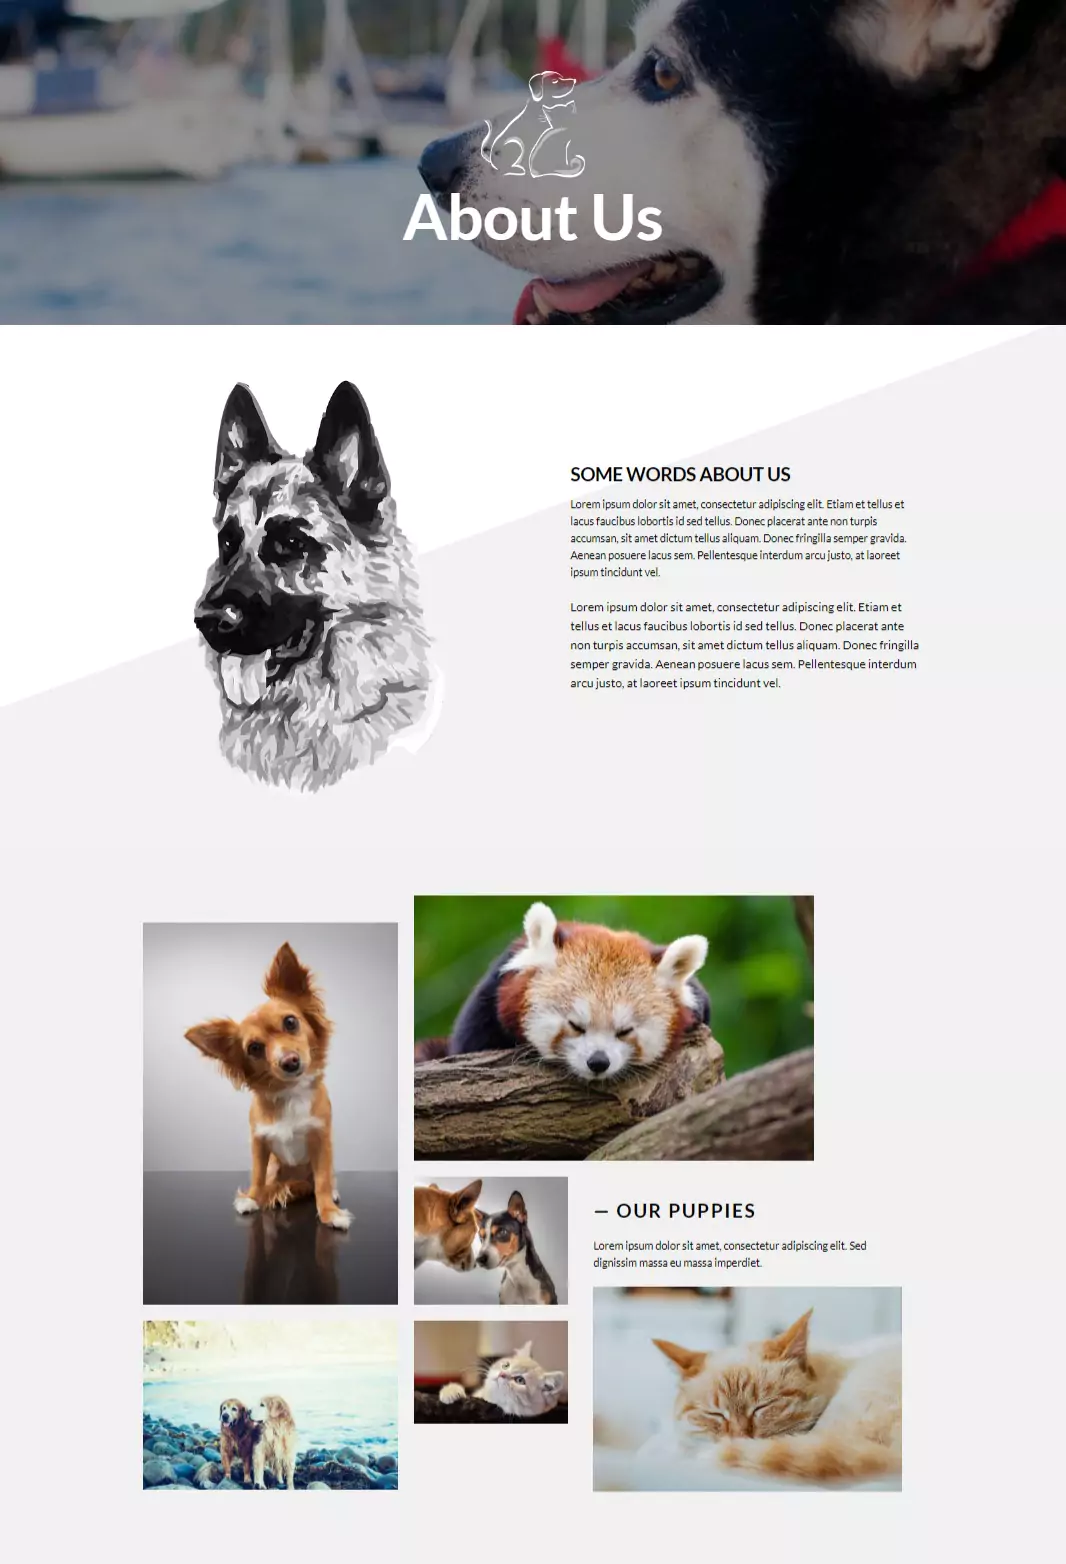 About Us
SOME WORDS ABOUT US
Lorem ipsum dolor sit amet, consectetur adipiscing elit. Etiam et tellus et
lacus faucibus lobortis id sed tellus. Donec placerat ante non turpis
accumsan, sit amet dictum tellus aliquam. Donec fringilla semper gravida.
Aenean posuere lacus sem. Pellentesque interdum arcu justo, at laoreet
ipsum tincidunt vel.
Lorem ipsum dolor sit amet, consectetur adipiscing elit. Etiam et
tellus et lacus faucibus lobortis id sed tellus. Donec placerat ante
non turpis accumsan, sit amet dictum tellus aliquam. Donec fringilla
semper gravida. Aenean posuere lacus sem. Pellentesque interdum
arcu justo, at laoreet ipsum tincidunt vel.
— OUR PUPPIES
Lorem ipsum dolor sit amet, consectetur adipiscing elit. Sed
dignissim massa eu massa imperdiet.